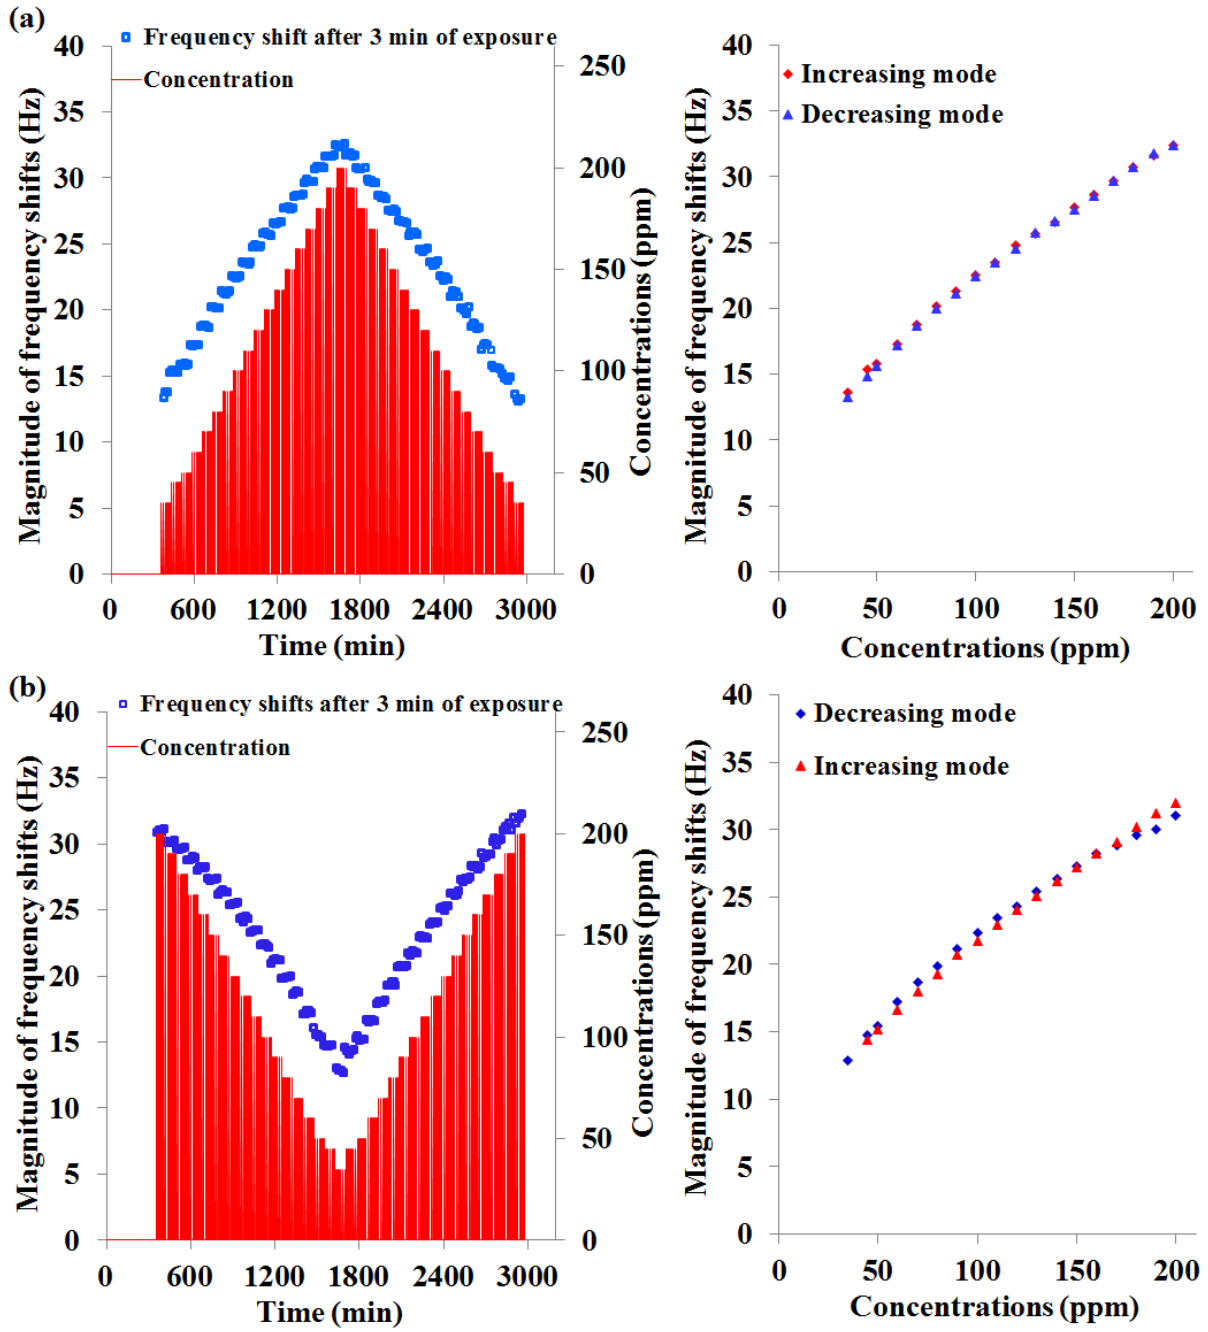 (a)
Frequency shift after 3 min of exposure
Concentration
Magnitude of frequency shifts (Hz)
40
35
30
25
20
15
10
5
0
250
200
150
100
50
0
Concentrations (ppm)
0 600 1200 1800 2400 3000
Time (min)
Increasing mode
Decreasing mode
Magnitude of frequency shifts (Hz)
40
35
30
25
20
15
10
5
0
0 50 100 150 200
Concentrations (ppm)
(b)
Frequency shifts after 3 min of exposure
Concentration
Magnitude of frequency shifts (Hz)
40
35
30
25
20
15
10
5
0
250
200
150
100
50
0
Concentrations (ppm)
0 600 1200 1800 2400 3000
Time (min)
Decreasing mode
Increasing mode
Magnitude of frequency shifts (Hz)
40
35
30
25
20
15
10
5
0
0 50 100 150 200
Concentrations (ppm)